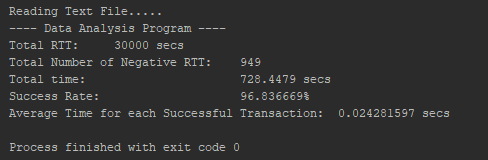 Reading Text File.....
---- Data Analysis Program ----
Total RTT: 30000 secs
Total Number of Negative RTT: 949
Total time: 728.4479 secs
Success Rate: 96.836669%
Average Time for each Successful Transaction: 0.024281597 secs
Process finished with exit code 0